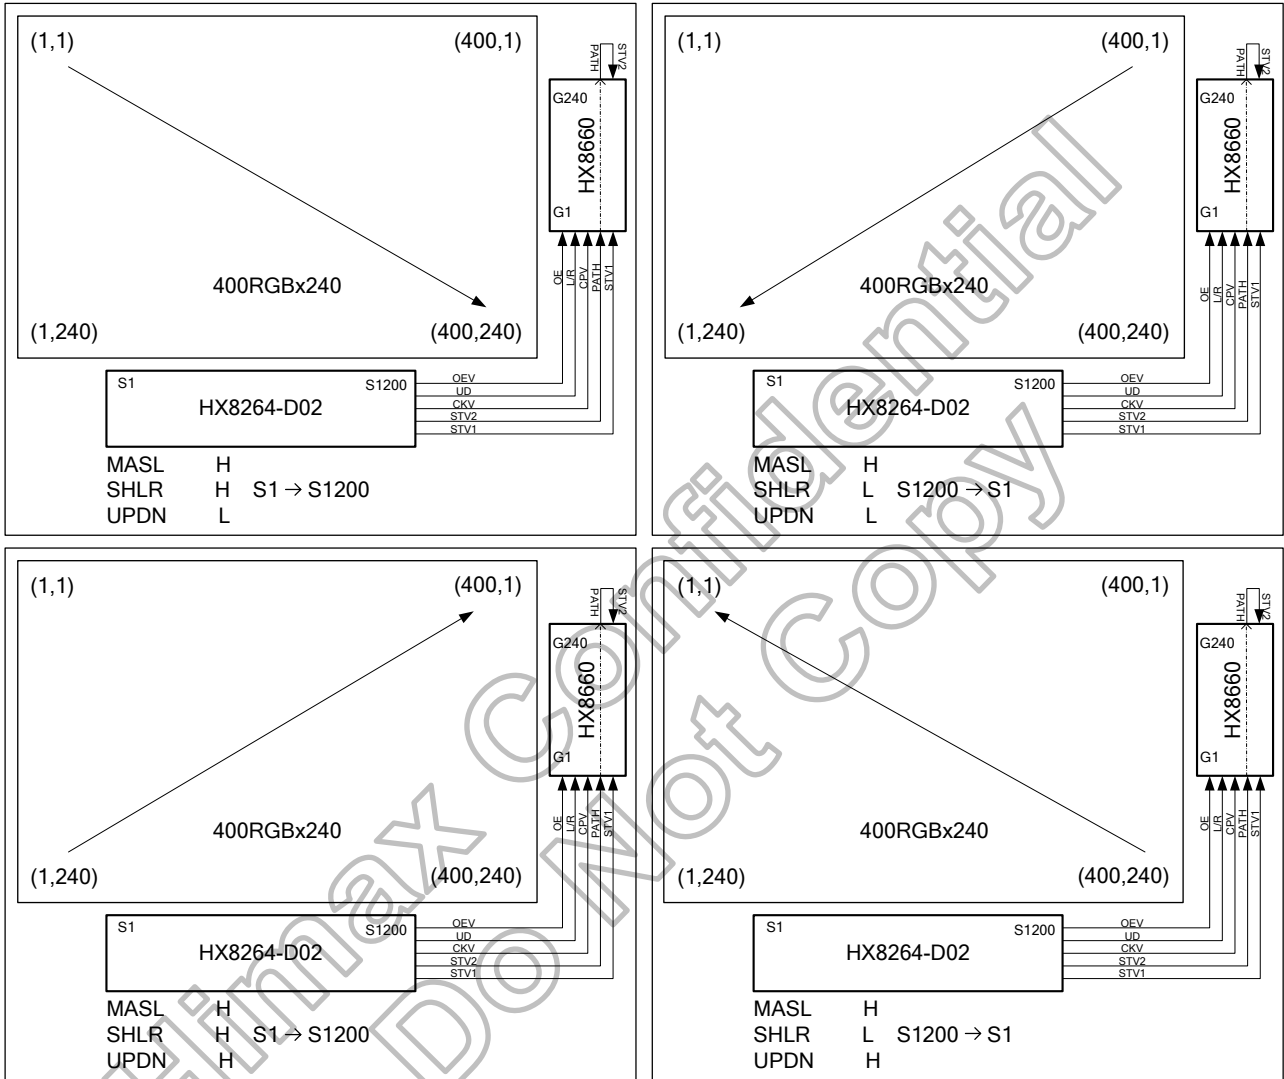 (1,1) (400,1)
PATH STV2
G240
HX8660
G1
OE L/R CPV PATH STV1
400RGBx240
(1,240) (400,240)
S1 S1200
HX8264-D02
OEV
UD
CKV
STV2
STV1
MASL H
SHLR H S1 → S1200
UPDN L
(1,1) (400,1)
PATH STV2
G240
HX8660
G1
OE L/R CPV PATH STV1
400RGBx240
(1,240) (400,240)
S1 S1200
HX8264-D02
OEV
UD
CKV
STV2
STV1
MASL H
SHLR L S1200 → S1
UPDN L
(1,1) (400,1)
PATH STV2
G240
HX8660
G1
OE L/R CPV PATH STV1
400RGBx240
(1,240) (400,240)
S1 S1200
HX8264-D02
OEV
UD
CKV
STV2
STV1
MASL H
SHLR H S1 → S1200
UPDN H
(1,1) (400,1)
PATH STV2
G240
HX8660
G1
OE L/R CPV PATH STV1
400RGBx240
(1,240) (400,240)
S1 S1200
HX8264-D02
OEV
UD
CKV
STV2
STV1
MASL H
SHLR L S1200 → S1
UPDN H
Himax Confidential
Do Not Copy